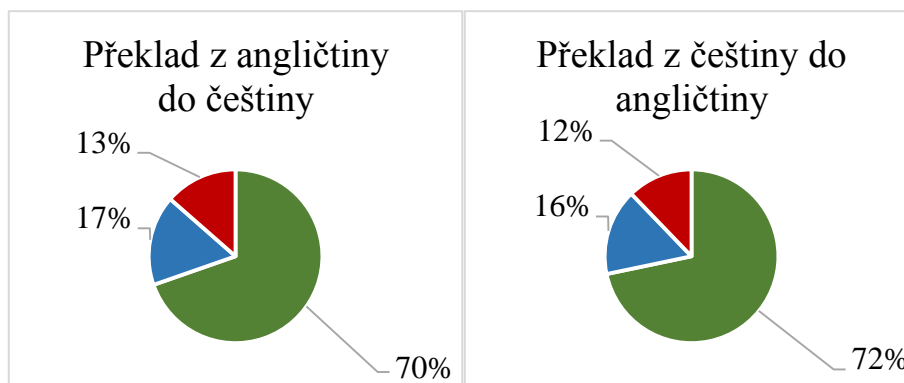 Překlad z angličtiny
do češtiny
13%
17%
70%
Překlad z češtiny do
angličtiny
12%
16%
72%